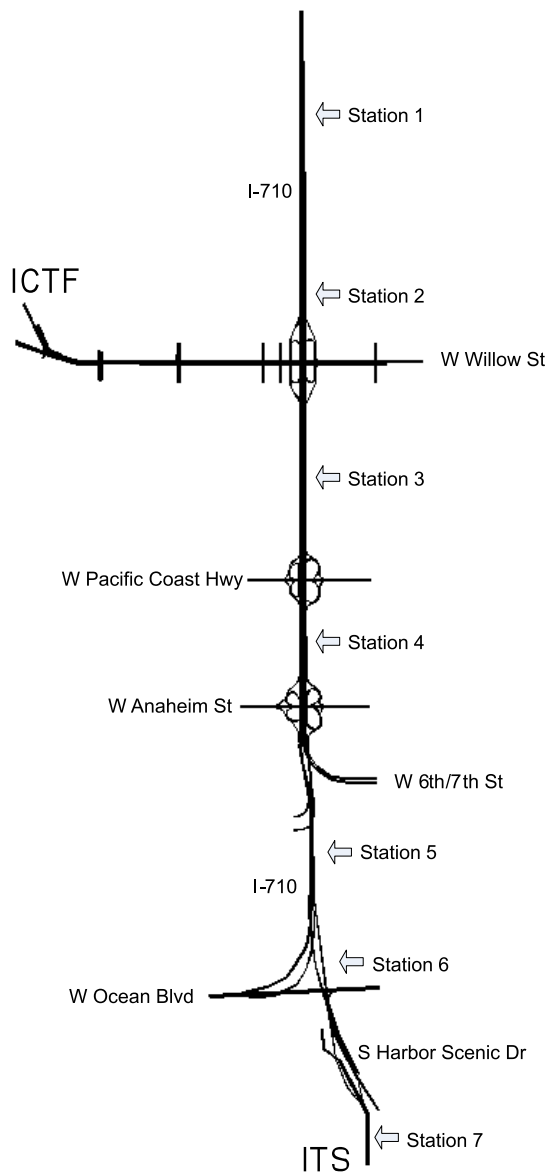 Station 1
I-710
ICTF
Station 2
W Willow St
Station 3
W Pacific Coast Hwy
Station 4
W Anaheim St
W 6th/7th St
Station 5
I-710
Station 6
W Ocean Blvd
S Harbor Scenic Dr
Station 7
ITS